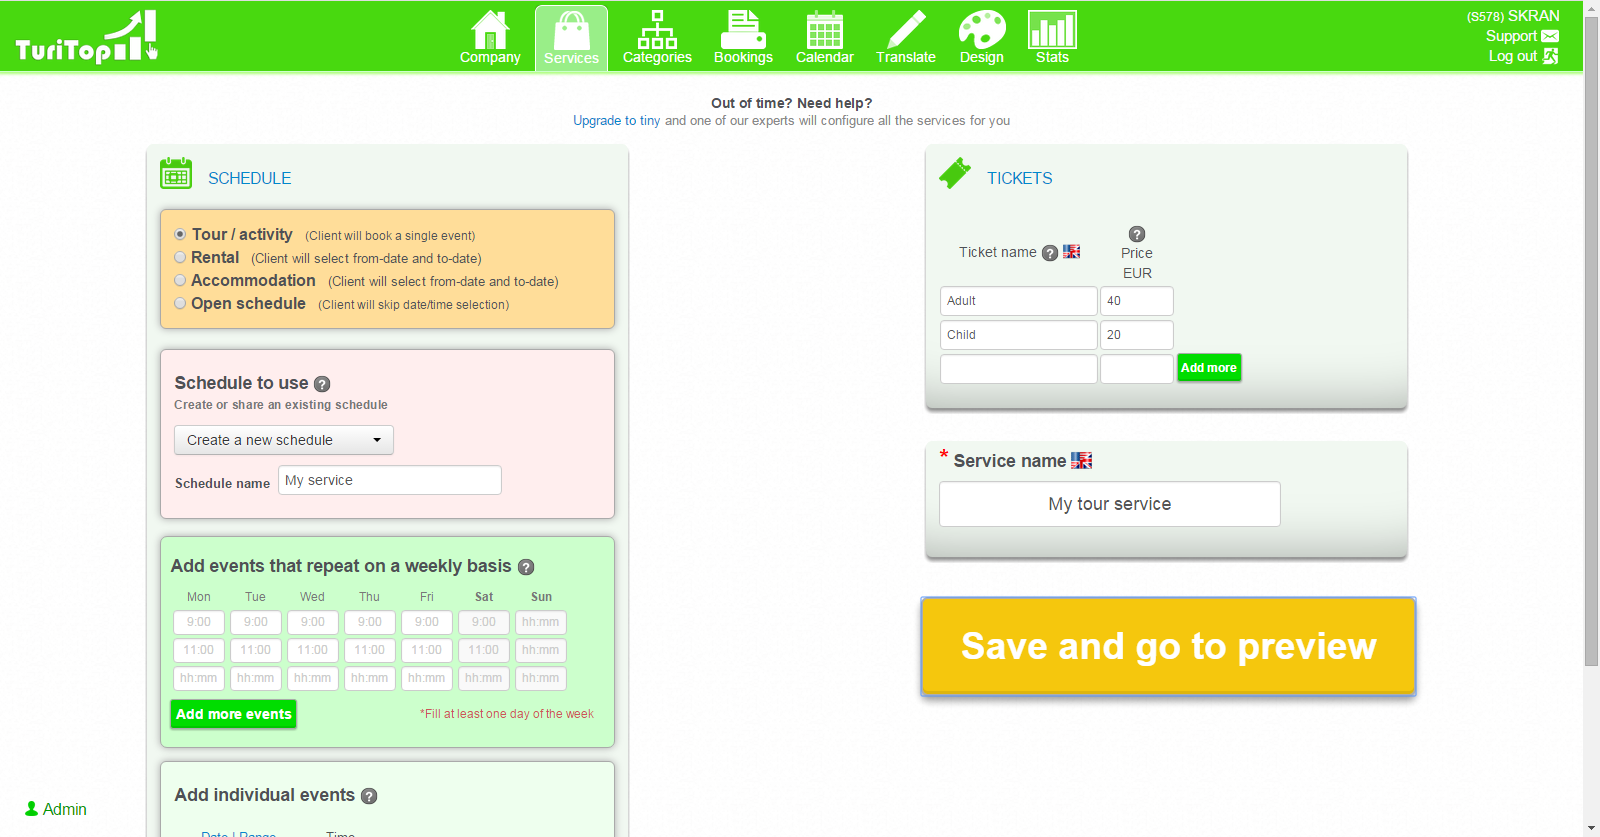 TuriTop
Company
Services
Categories
Bookings
Calendar
Translate
Design
Stats
(S578) SKRAN
Support
Log out
Out of time? Need help?
Upgrade to tiny and one of our experts will configure all the services for you
SCHEDULE
Tour / activity (Client will book a single event)
Rental (Client will select from-date and to-date)
Accommodation (Client will select from-date and to-date)
Open schedule (Client will skip date/time selection)
Schedule to use ?
Create or share an existing schedule
Create a new schedule
Schedule name My service
Add events that repeat on a weekly basis ?
Mon Tue Wed Thu Fri Sat Sun
9:00 9:00 9:00 9:00 9:00 9:00 hh:mm
11:00 11:00 11:00 11:00 11:00 11:00 hh:mm
hh:mm hh:mm hh:mm hh:mm hh:mm hh:mm hh:mm
Add more events *Fill at least one day of the week
Add individual events ?
Date | Range Time
TICKETS
Ticket name ?
?
Price
EUR
Adult 40
Child 20
Add more
* Service name
My tour service
Save and go to preview
Admin